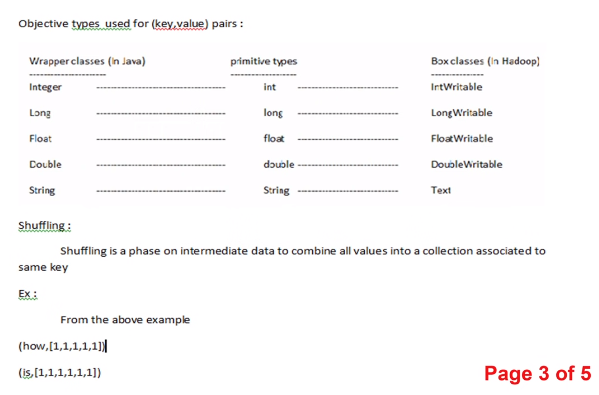 Objective types used for (key,value) pairs :
Wrapper classes (In Java) primitive types Box classes (In Hadoop)
Integer int IntWritable
Long long LongWritable
Float float FloatWritable
Double double DoubleWritable
String String Text
Shuffling :
Shuffling is a phase on intermediate data to combine all values into a collection associated to
same key
Ex :
From the above example
(how,[1,1,1,1,1])
(is,[1,1,1,1,1,1])
Page 3 of 5